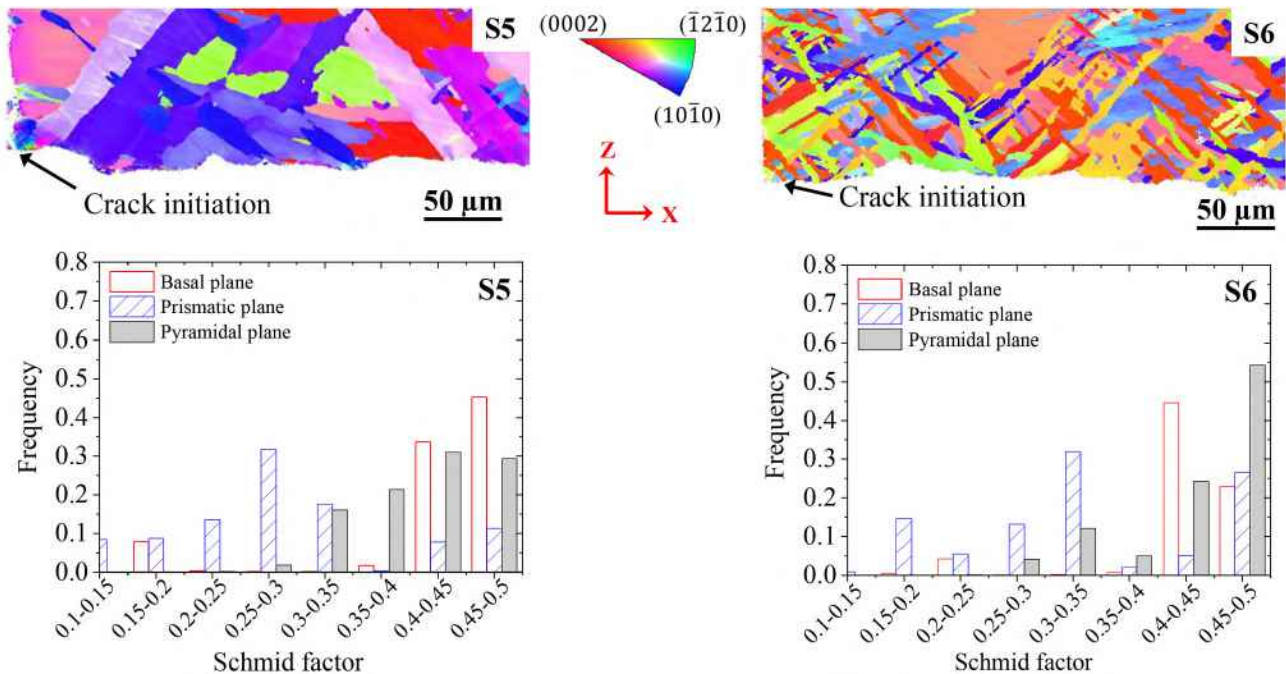 S5
(0002)
(1̅21̅0)
(101̅0)
Z
X
Crack initiation
50 µm
S6
Crack initiation
50 µm
S5
Basal plane
Prismatic plane
Pyramidal plane
Frequency
0.8
0.7
0.6
0.5
0.4
0.3
0.2
0.1
0.0
0.1-0.15
0.15-0.2
0.2-0.25
0.25-0.3
0.3-0.35
0.35-0.4
0.4-0.45
0.45-0.5
Schmid factor
S6
Basal plane
Prismatic plane
Pyramidal plane
Frequency
0.8
0.7
0.6
0.5
0.4
0.3
0.2
0.1
0.0
0.1-0.15
0.15-0.2
0.2-0.25
0.25-0.3
0.3-0.35
0.35-0.4
0.4-0.45
0.45-0.5
Schmid factor